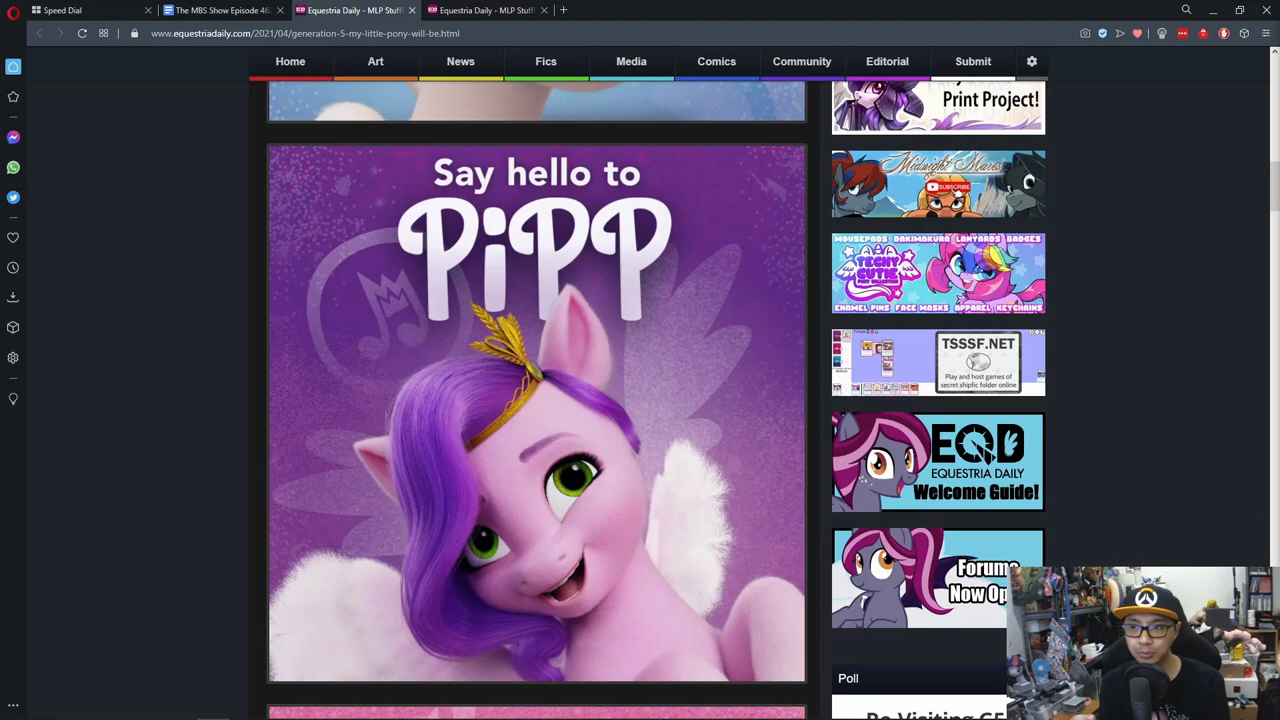 Speed Dial
The MBS Show Episode 46
Equestria Daily - MLP Stuff
Equestria Daily - MLP Stuff
www.equestriadaily.com/2021/04/generation-5-my-little-pony-will-be.html
Home
Art
News
Fics
Media
Comics
Community
Editorial
Submit
Print Project!
Midnight Mares
SUBSCRIBE
Say hello to
PiPP
MOUSEPADS DAKIMAKURA LANYARDS BADGES
TECHY
CUTIE
ENAMEL PINS FACE MASKS APPAREL KEYCHAINS
TSSSF.NET
Play and host games of
secret shipfic folder online
EQD
EQUESTRIA DAILY
Welcome Guide!
Forums
Now Op
Poll
Re-Visiting G5